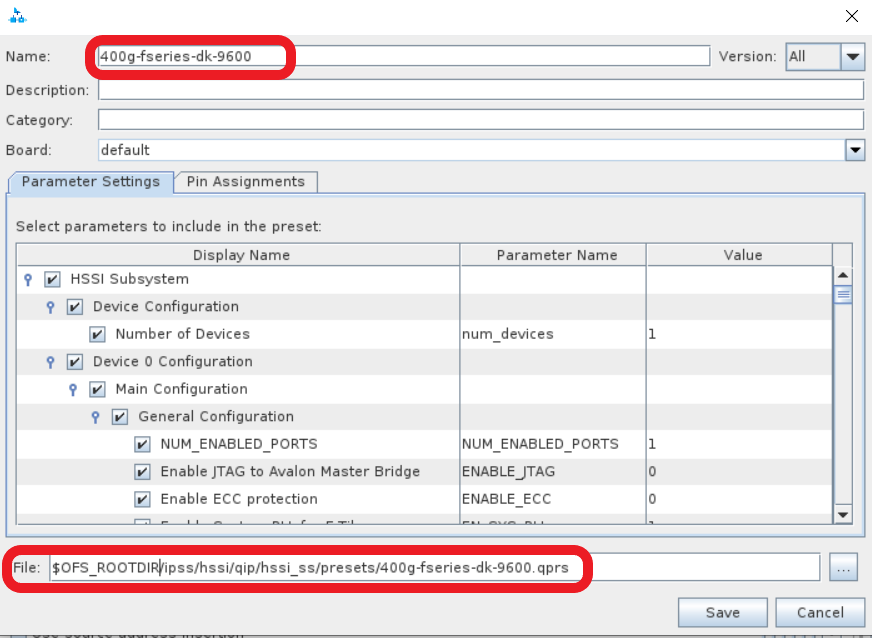 Name: 400g-fseries-dk-9600 Version: All
Description:
Category:
Board: default
Parameter Settings Pin Assignments
Select parameters to include in the preset:
Display Name Parameter Name Value
HSSI Subsystem
Device Configuration
Number of Devices num_devices 1
Device 0 Configuration
Main Configuration
General Configuration
NUM_ENABLED_PORTS NUM_ENABLED_PORTS 1
Enable JTAG to Avalon Master Bridge ENABLE_JTAG 0
Enable ECC protection ENABLE_ECC 0
File: $OFS_ROOTDIR/ipss/hssi/qip/hssi_ss/presets/400g-fseries-dk-9600.qprs ...
Save Cancel